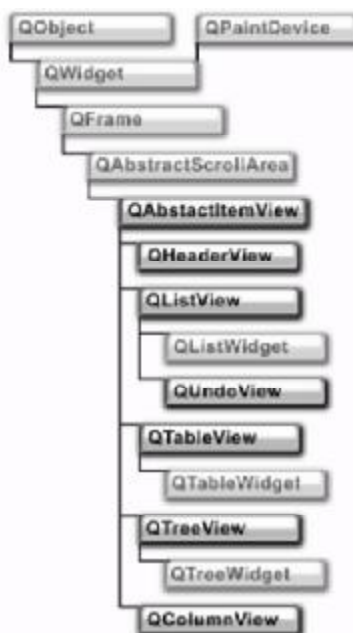 QObject
QPaintDevice
QWidget
QFrame
QAbstractScrollArea
QAbstactItemView
QHeaderView
QListView
QListWidget
QUndoView
QTableView
QTableWidget
QTreeView
QTreeWidget
QColumnView